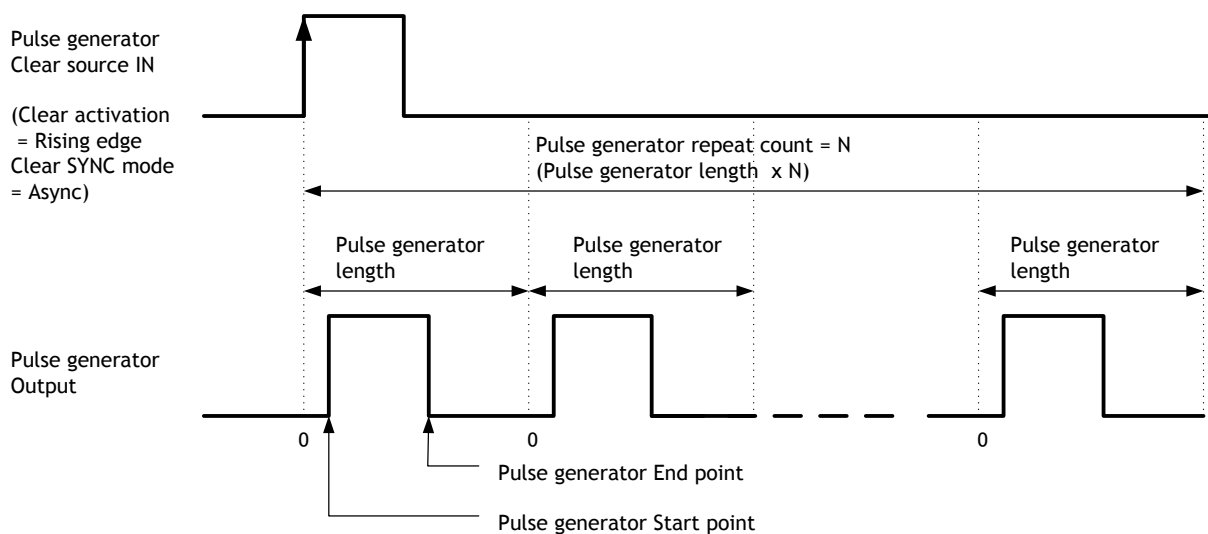 Pulse generator
Clear source IN
(Clear activation
= Rising edge
Clear SYNC mode
= Async)
Pulse generator repeat count = N
(Pulse generator length x N)
Pulse generator
length
Pulse generator
length
Pulse generator
length
Pulse generator
Output
0
0
0
Pulse generator End point
Pulse generator Start point